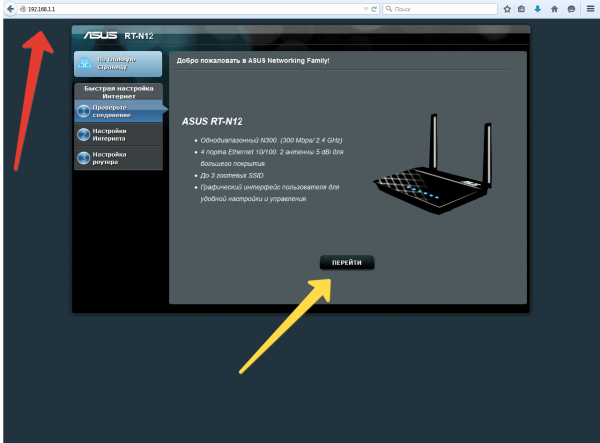 192.168.1.1
Поиск
ASUS RT-N12
На главную
страницу
Добро пожаловать в ASUS Networking Family!
Быстрая настройка
Интернет
Проверьте
соединение
Настройки
Интернета
Настройка
роутера
ASUS RT-N12
Однодиапазонный N300. (300 Mbps/ 2.4 GHz)
4 порта Ethernet 10/100. 2 антенны 5 dBi для
большего покрытия.
До 3 гостевых SSID.
Графический интерфейс пользователя для
удобной настройки и управления.
ПЕРЕЙТИ